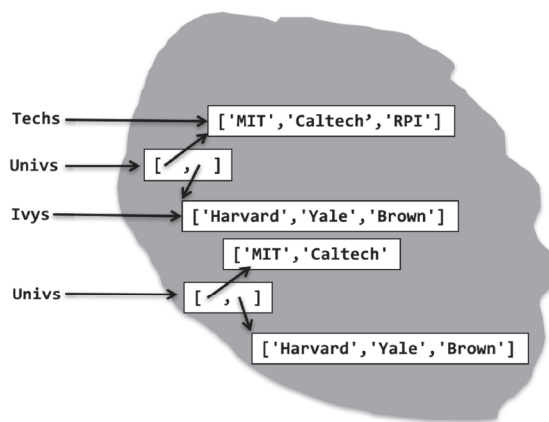 Techs
['MIT','Caltech’,'RPI']
Univs
[ , ]
Ivys
['Harvard','Yale','Brown']
['MIT','Caltech'
Univs
[ , ]
['Harvard','Yale','Brown']